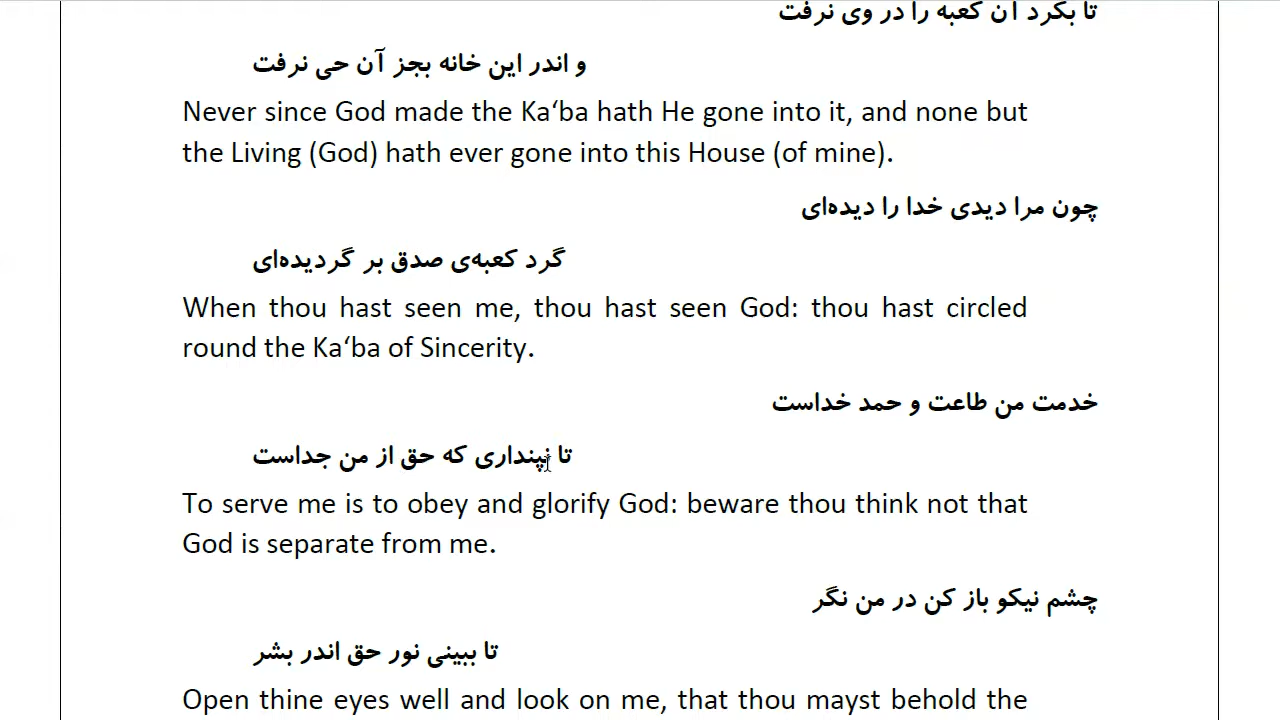 تا بکرد آن کعبه را در وی نرفت
و اندر این خانه بجز آن حی نرفت
Never since God made the Ka‘ba hath He gone into it, and none but
the Living (God) hath ever gone into this House (of mine).
چون مرا دیدی خدا را دیده‌ای
گرد کعبه‌ی صدق بر گردیده‌ای
When thou hast seen me, thou hast seen God: thou hast circled
round the Ka‘ba of Sincerity.
خدمت من طاعت و حمد خداست
تا نپنداری که حق از من جداست
To serve me is to obey and glorify God: beware thou think not that
God is separate from me.
چشم نیکو باز کن در من نگر
تا ببینی نور حق اندر بشر
Open thine eyes well and look on me, that thou mayst behold the